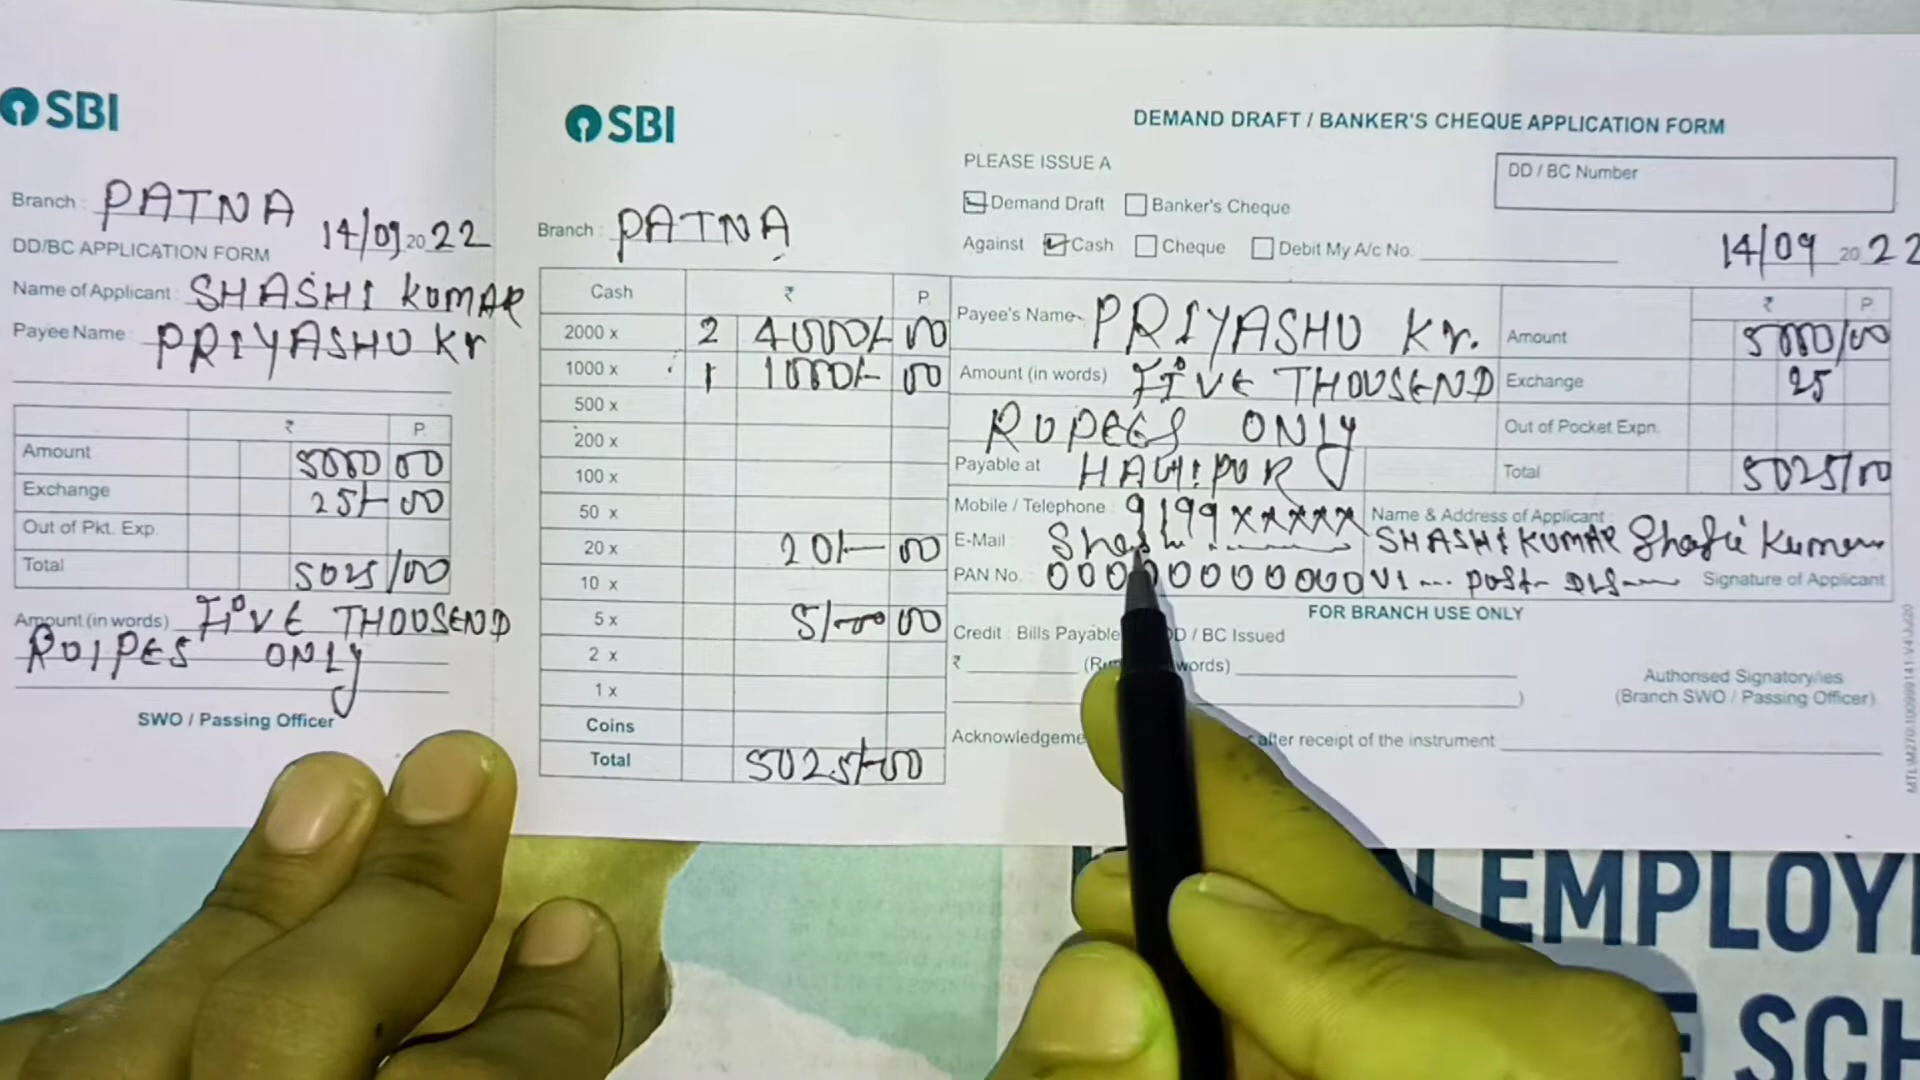 SBI
Branch : PATNA
14/09 20 22
DD/BC APPLICATION FORM
Name of Applicant : SHASHI KUMAR
Payee Name : PRIYASHU Kr
₹ P.
Amount 5000 00
Exchange 25/- 00
Out of Pkt. Exp.
Total 5025/00
Amount (in words) FIVE THOUSEND
RUIPES ONLY
SWO / Passing Officer
SBI
Branch : PATNA
Cash ₹ P.
2000 x 2 4000/- 00
1000 x 1 1000/- 00
500 x
200 x
100 x
50 x
20 x 20/- 00
10 x
5 x 5/- 00
2 x
1 x
Coins
Total 5025/-00
DEMAND DRAFT / BANKER'S CHEQUE APPLICATION FORM
PLEASE ISSUE A
DD / BC Number
Demand Draft Banker's Cheque
Against Cash Cheque Debit My A/c No.
14/09 20 22
Payee's Name PRIYASHU Kr.
Amount (in words) FIVE THOUSEND
RUPEES ONLY
Payable at HAJIPUR
₹ P.
Amount 5000/00
Exchange 25
Out of Pocket Expn.
Total 5025/00
Mobile / Telephone : 9199xxxxx
E-Mail
PAN No. :
Name & Address of Applicant :
SHASHI KUMAR
VI ... post-
Shashi Kumar
Signature of Applicant
FOR BRANCH USE ONLY
Credit : Bills Payable DD / BC Issued
₹ words)
)
Authorised Signatory/ies
(Branch SWO / Passing Officer)
after receipt of the instrument
EMPLOY
SCH